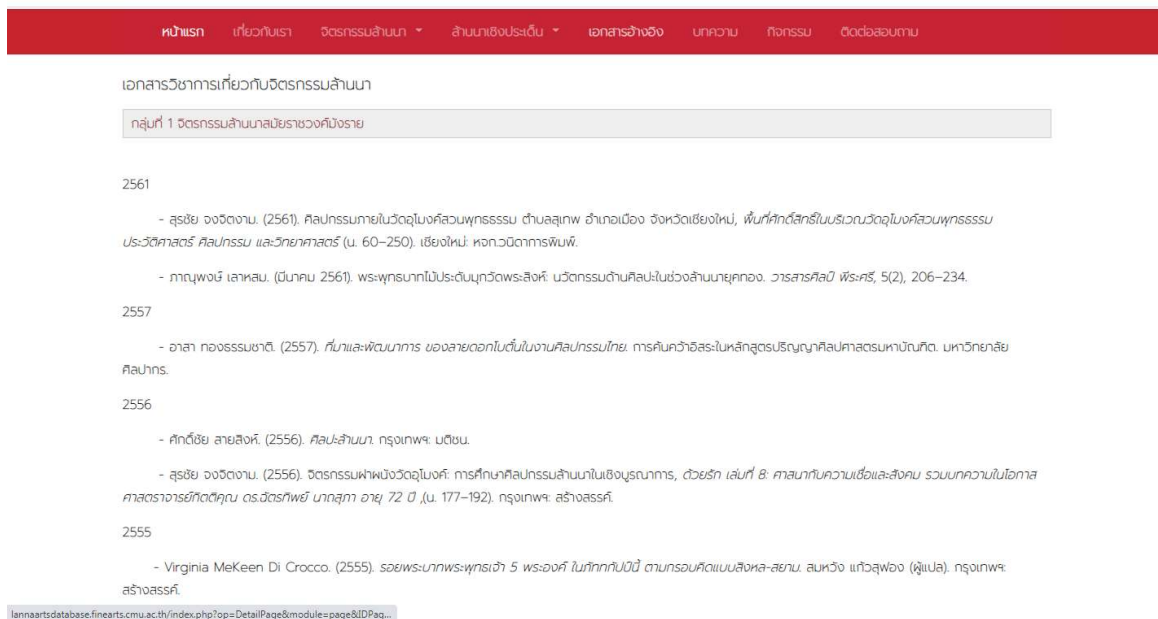 หน้าแรก เกี่ยวกับเรา จิตรกรรมล้านนา ล้านนาเชิงประเด็น เอกสารอ้างอิง บทความ กิจกรรม ติดต่อสอบถาม
เอกสารวิชาการเกี่ยวกับจิตรกรรมล้านนา
กลุ่มที่ 1 จิตรกรรมล้านนาสมัยราชวงศ์มังราย
2561
- สุรชัย จงจิตงาม. (2561). ศิลปกรรมภายในวัดอุโมงค์สวนพุทธธรรม ตำบลสุเทพ อำเภอเมือง จังหวัดเชียงใหม่, พื้นที่ศักดิ์สิทธิ์ในบริเวณวัดอุโมงค์สวนพุทธธรรม
ประวัติศาสตร์ ศิลปกรรม และวิทยาศาสตร์ (น. 60–250). เชียงใหม่: หจก.วนิดาการพิมพ์.
- ภาณุพงษ์ เลาหสม. (มีนาคม 2561). พระพุทธบาทไม้ประดับมุกวัดพระสิงห์: นวัตกรรมด้านศิลปะในช่วงล้านนายุคทอง. วารสารศิลป์ พีระศรี, 5(2), 206–234.
2557
- อาสา ทองธรรมชาติ. (2557). ที่มาและพัฒนาการ ของลายดอกโบตั๋นในงานศิลปกรรมไทย. การค้นคว้าอิสระในหลักสูตรปริญญาศิลปศาสตรมหาบัณฑิต. มหาวิทยาลัย
ศิลปากร.
2556
- ศักดิ์ชัย สายสิงห์. (2556). ศิลปะล้านนา. กรุงเทพฯ: มติชน.
- สุรชัย จงจิตงาม. (2556). จิตรกรรมฝาผนังวัดอุโมงค์: การศึกษาศิลปกรรมล้านนาในเชิงบูรณาการ, ด้วยรัก เล่มที่ 8: ศาสนากับความเชื่อและสังคม รวมบทความในโอกาส
ศาสตราจารย์กิตติคุณ ดร.ฉัตรทิพย์ นาถสุภา อายุ 72 ปี ,(น. 177–192). กรุงเทพฯ: สร้างสรรค์.
2555
- Virginia MeKeen Di Crocco. (2555). รอยพระบาทพระพุทธเจ้า 5 พระองค์ ในภัททกัปป์นี้ ตามกรอบคิดแบบสิงหล-สยาม. สมหวัง แก้วสุฟอง (ผู้แปล). กรุงเทพฯ:
สร้างสรรค์.
lannaartsdatabase.finearts.cmu.ac.th/index.php?op=DetailPage&module=page&IDPag...